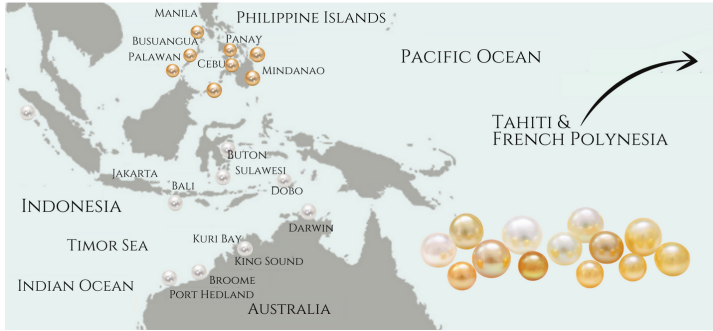 Manila
Philippine Islands
Busuangua
Panay
Palawan
Cebu
Mindanao
Pacific Ocean
Tahiti &
French Polynesia
Buton
Sulawesi
Jakarta
Bali
Dobo
Indonesia
Darwin
Timor Sea
Kuri Bay
King Sound
Indian Ocean
Broome
Port Hedland
Australia